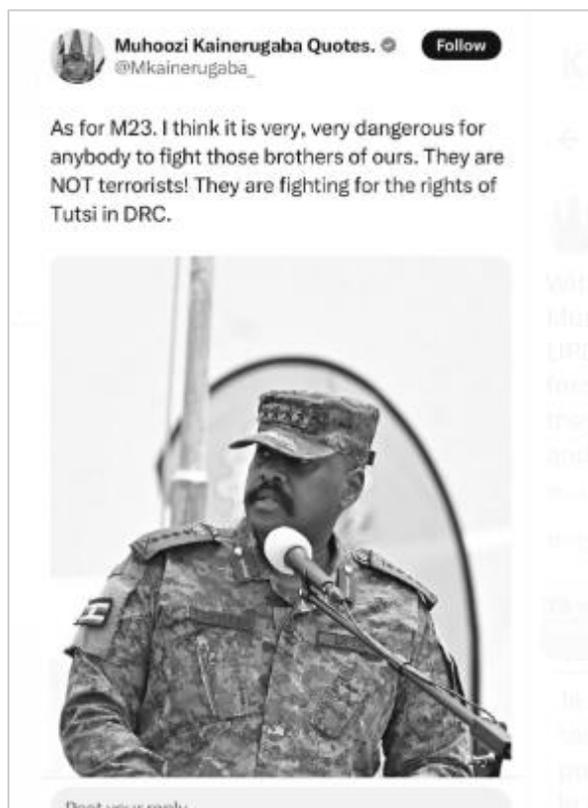 Muhoozi Kainerugaba Quotes.
Follow
@Mkainerugaba_
As for M23. I think it is very, very dangerous for
anybody to fight those brothers of ours. They are
NOT terrorists! They are fighting for the rights of
Tutsi in DRC.
Post your reply